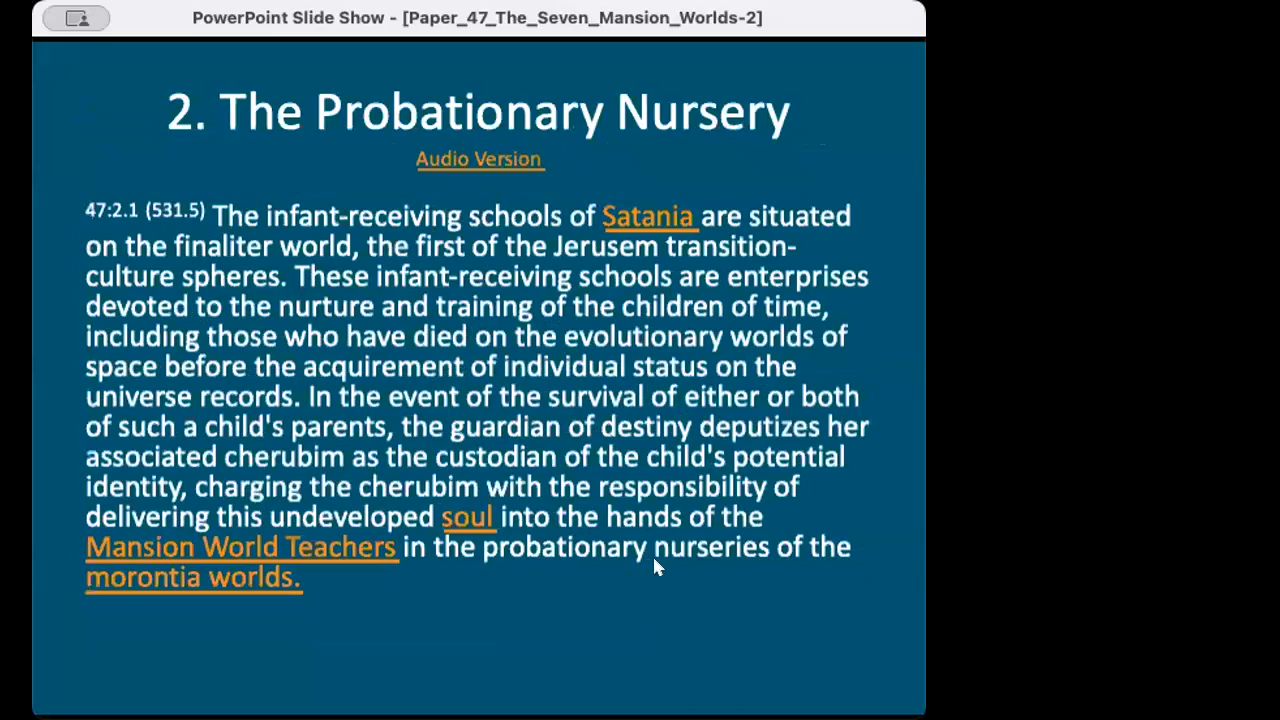 PowerPoint Slide Show - [Paper_47_The_Seven_Mansion_Worlds-2]
2. The Probationary Nursery
Audio Version
47:2.1 (531.5) The infant-receiving schools of Satania are situated
on the finaliter world, the first of the Jerusem transition-
culture spheres. These infant-receiving schools are enterprises
devoted to the nurture and training of the children of time,
including those who have died on the evolutionary worlds of
space before the acquirement of individual status on the
universe records. In the event of the survival of either or both
of such a child's parents, the guardian of destiny deputizes her
associated cherubim as the custodian of the child's potential
identity, charging the cherubim with the responsibility of
delivering this undeveloped soul into the hands of the
Mansion World Teachers in the probationary nurseries of the
morontia worlds.